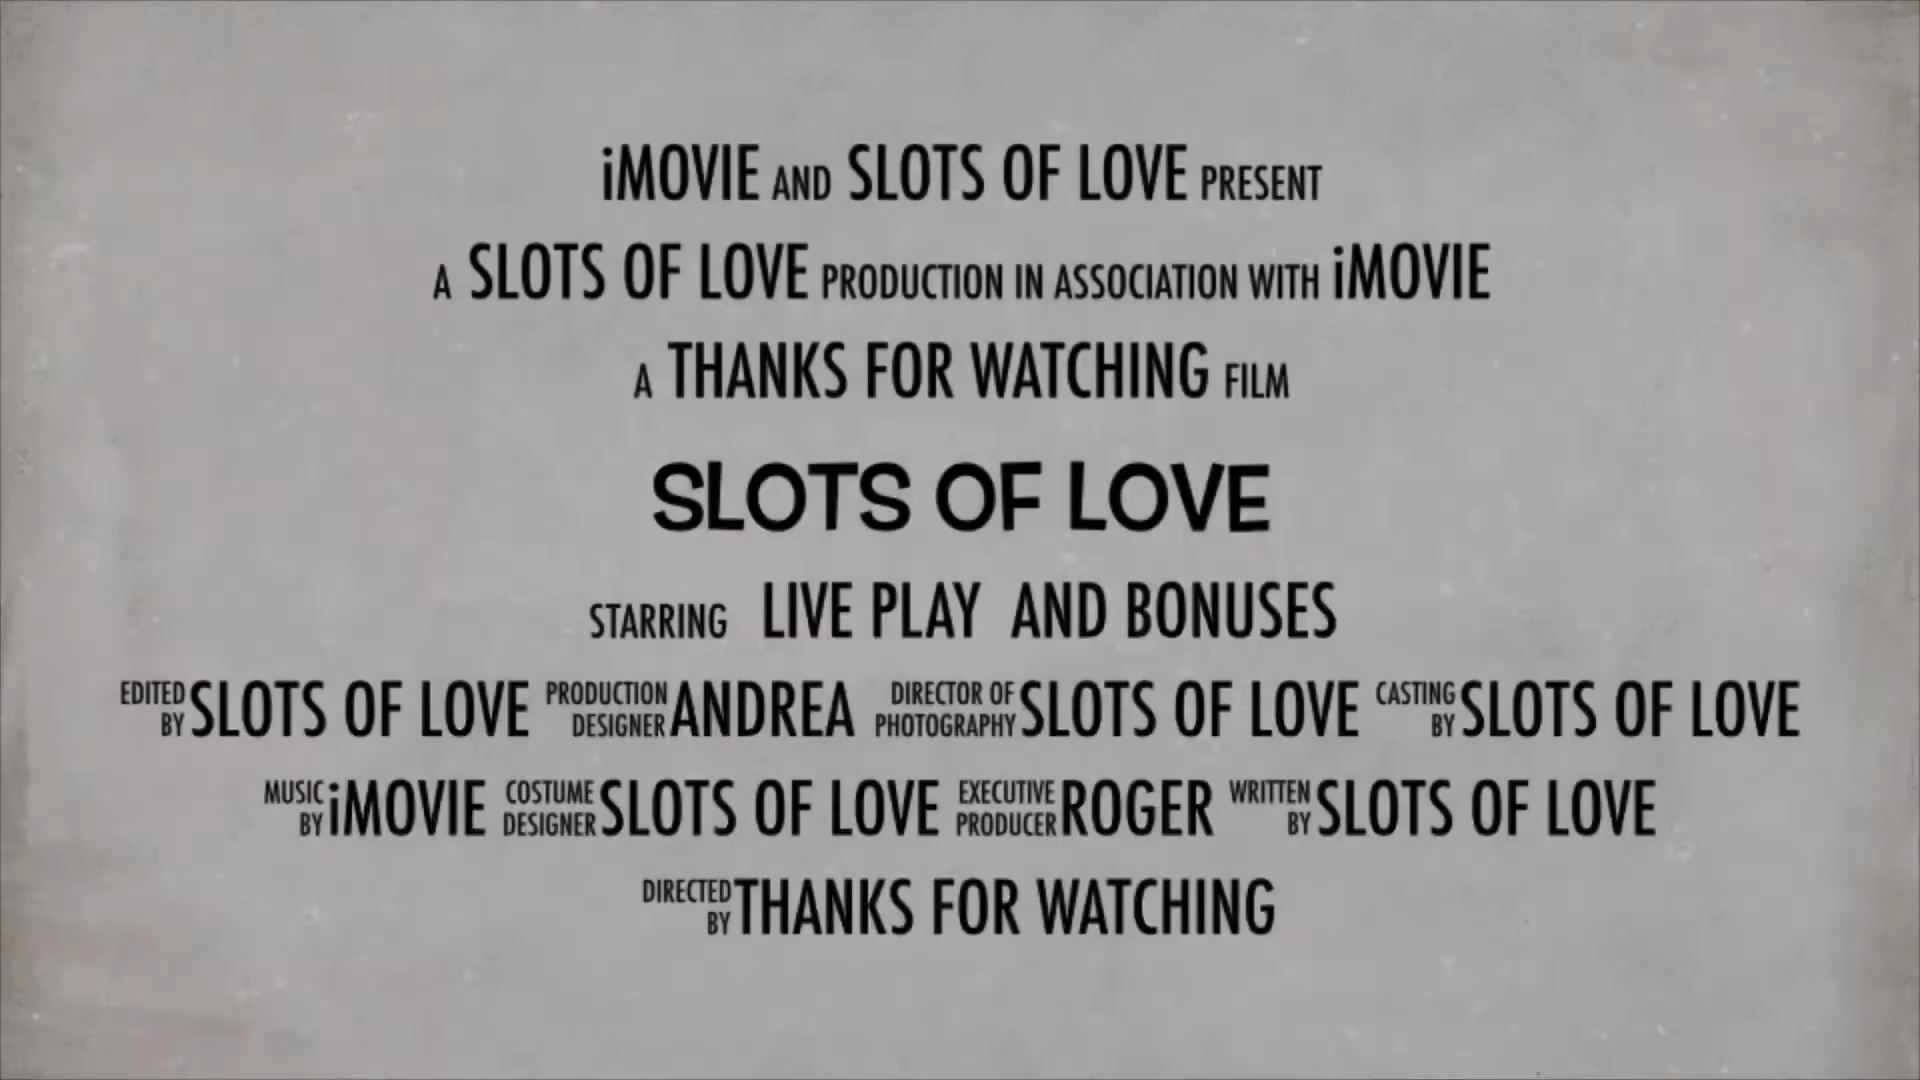 iMOVIE AND SLOTS OF LOVE PRESENT
A SLOTS OF LOVE PRODUCTION IN ASSOCIATION WITH iMOVIE
A THANKS FOR WATCHING FILM
SLOTS OF LOVE
STARRING LIVE PLAY AND BONUSES
EDITED BY SLOTS OF LOVE PRODUCTION DESIGNER ANDREA DIRECTOR OF PHOTOGRAPHY SLOTS OF LOVE CASTING BY SLOTS OF LOVE
MUSIC BY iMOVIE COSTUME DESIGNER SLOTS OF LOVE EXECUTIVE PRODUCER ROGER WRITTEN BY SLOTS OF LOVE
DIRECTED BY THANKS FOR WATCHING